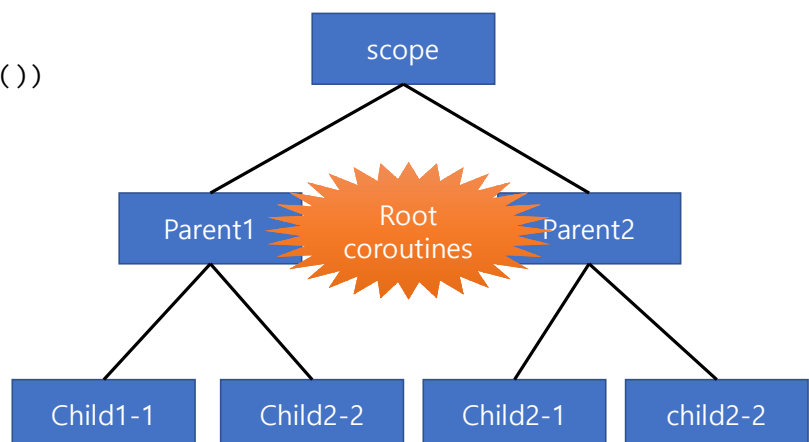 scope
())
Parent1
Root
coroutines
Parent2
Child1-1
Child2-2
Child2-1
child2-2